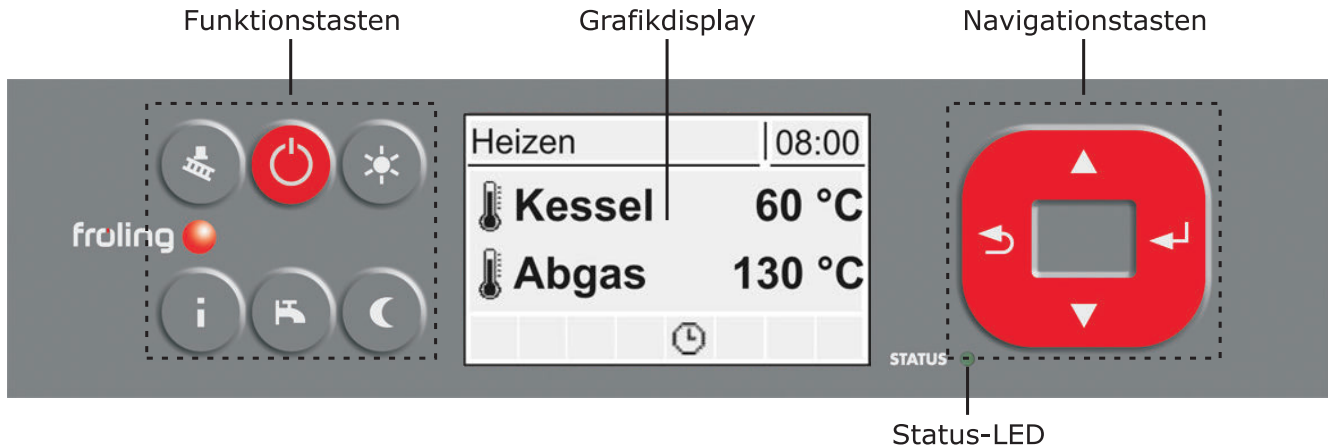 Funktionstasten
Grafikdisplay
Navigationstasten
Heizen
08:00
fröling
Kessel 60 °C
Abgas 130 °C
i
STATUS
Status-LED